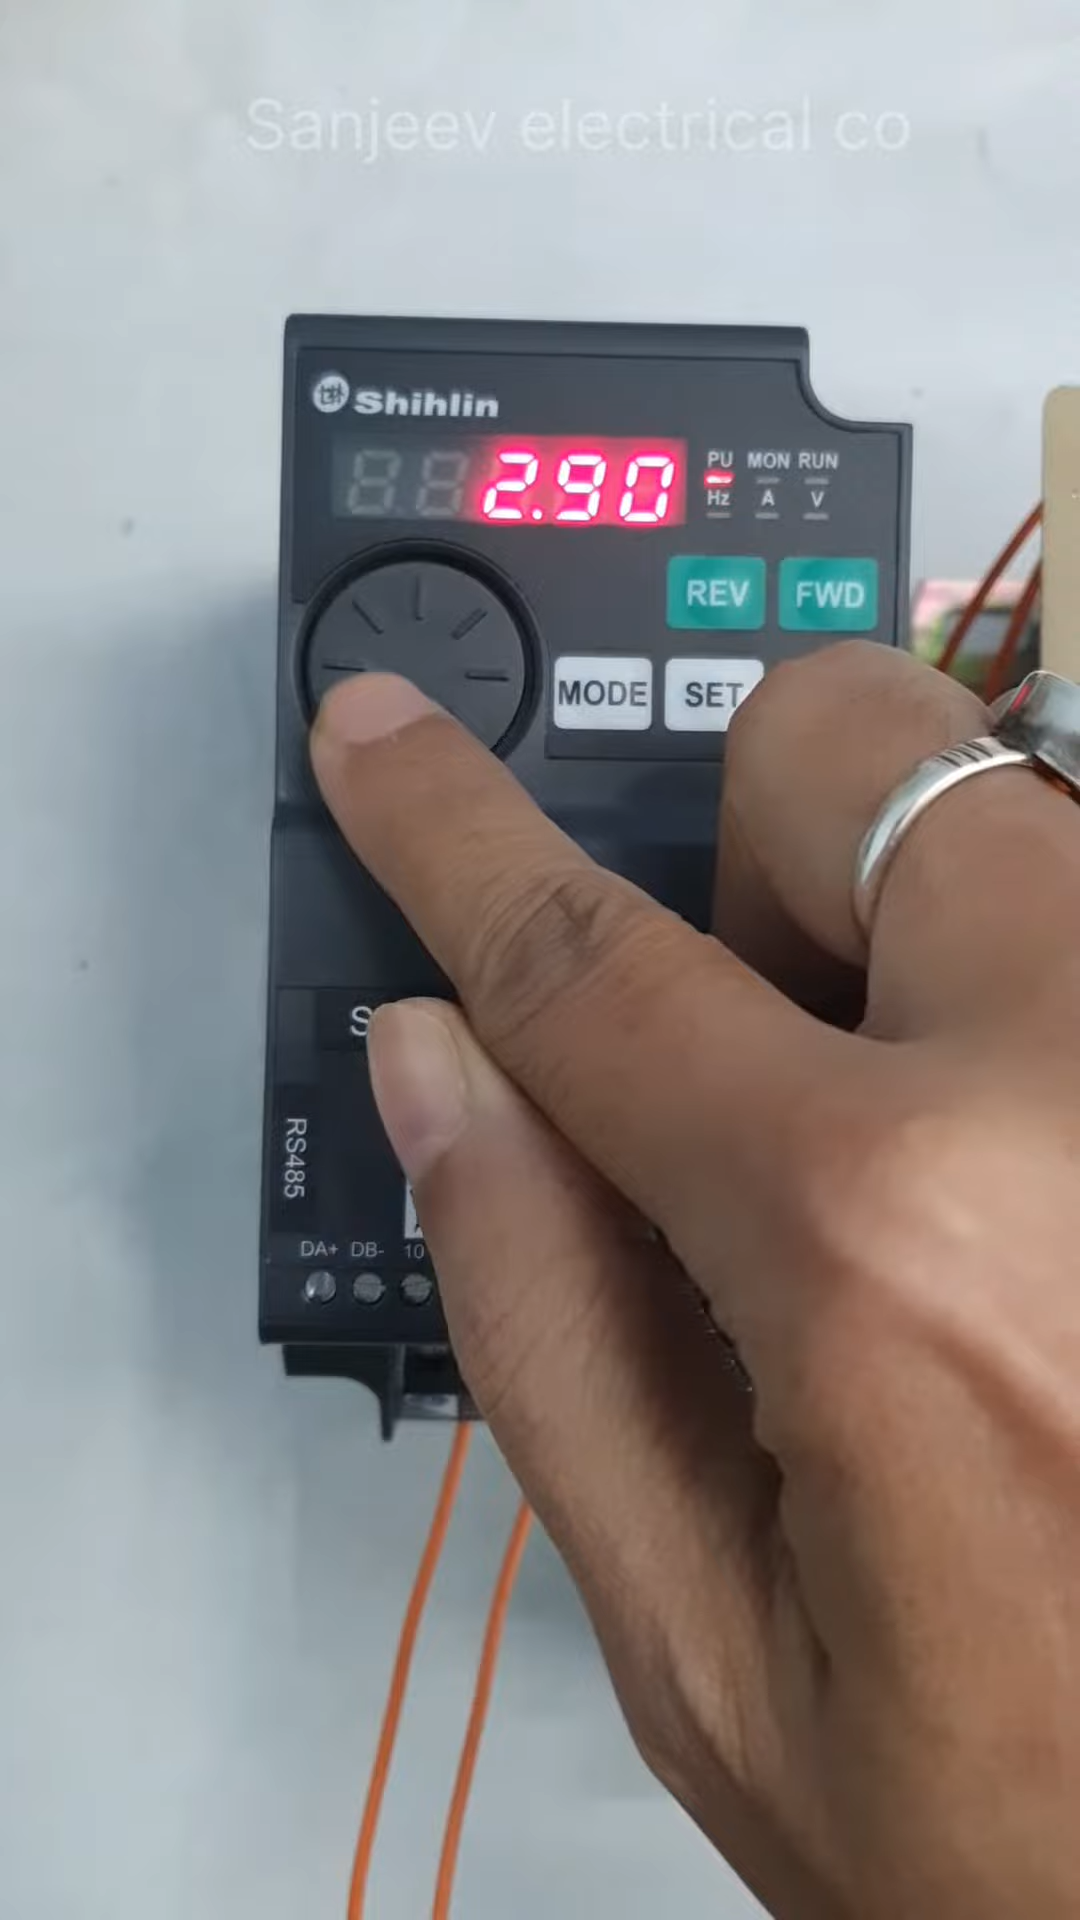 Sanjeev electrical co
Shihlin
2.90
PU MON RUN
Hz A V
REV FWD
MODE SET
RS485
DA+ DB- 10